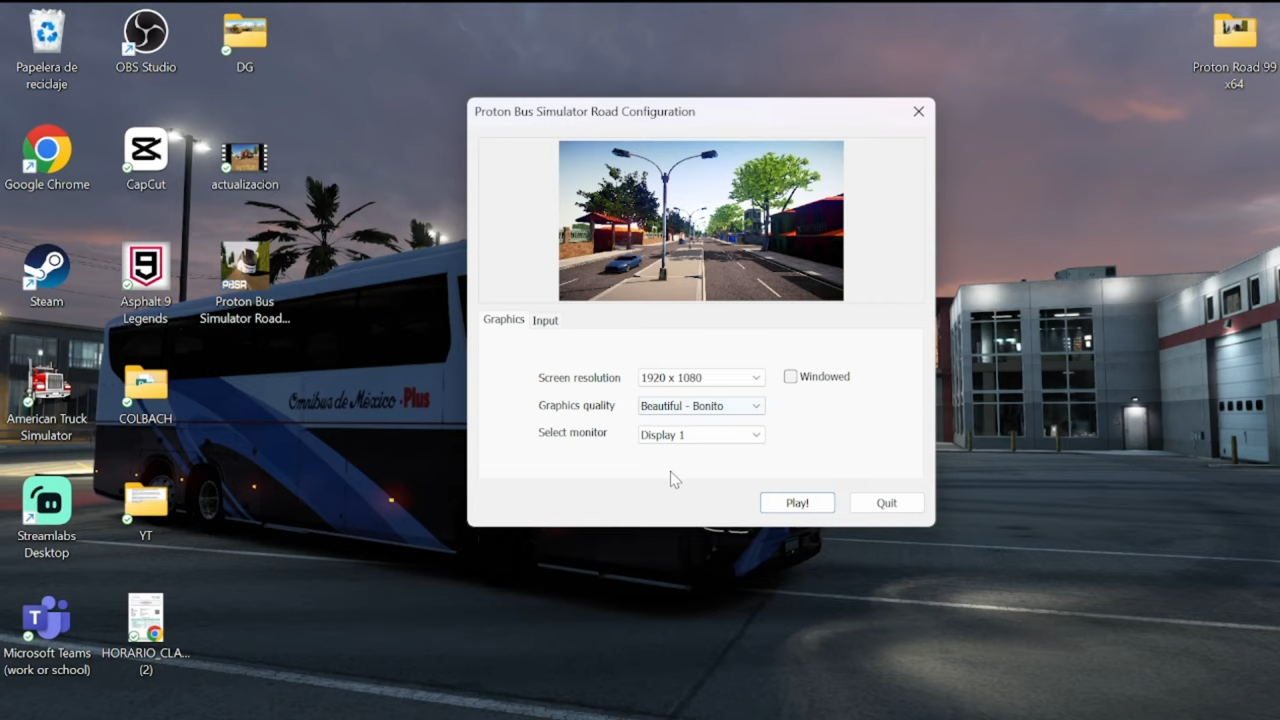 Papelera de
reciclaje
OBS Studio
DG
Proton Road 99
x64
Google Chrome
CapCut
actualizacion
Steam
Asphalt 9
Legends
PBSR
Proton Bus
Simulator Road...
American Truck
Simulator
COLBACH
Streamlabs
Desktop
YT
Microsoft Teams
(work or school)
HORARIO_CLA...
(2)
Omnibus de México Plus
Proton Bus Simulator Road Configuration
Graphics
Input
Screen resolution
1920 x 1080
Windowed
Graphics quality
Beautiful - Bonito
Select monitor
Display 1
Play!
Quit